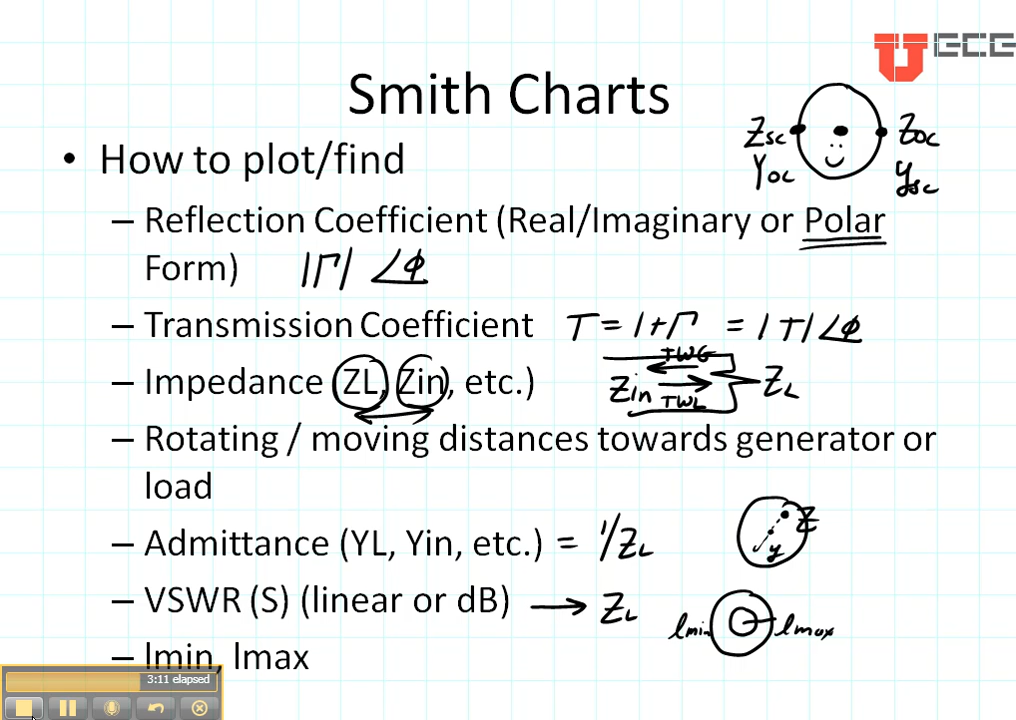 U ECE
Smith Charts
Zsc Zoc
Yoc ysc
• How to plot/find
– Reflection Coefficient (Real/Imaginary or Polar
Form) |Γ| ∠ϕ
– Transmission Coefficient T = 1+Γ = |T|∠ϕ
TWG
– Impedance (ZL, Zin, etc.) Zin ZL
TWL
– Rotating / moving distances towards generator or
load
Z
– Admittance (YL, Yin, etc.) = 1/ZL y
– VSWR (S) (linear or dB) → ZL
lmin lmax
– lmin, lmax
3:11 elapsed